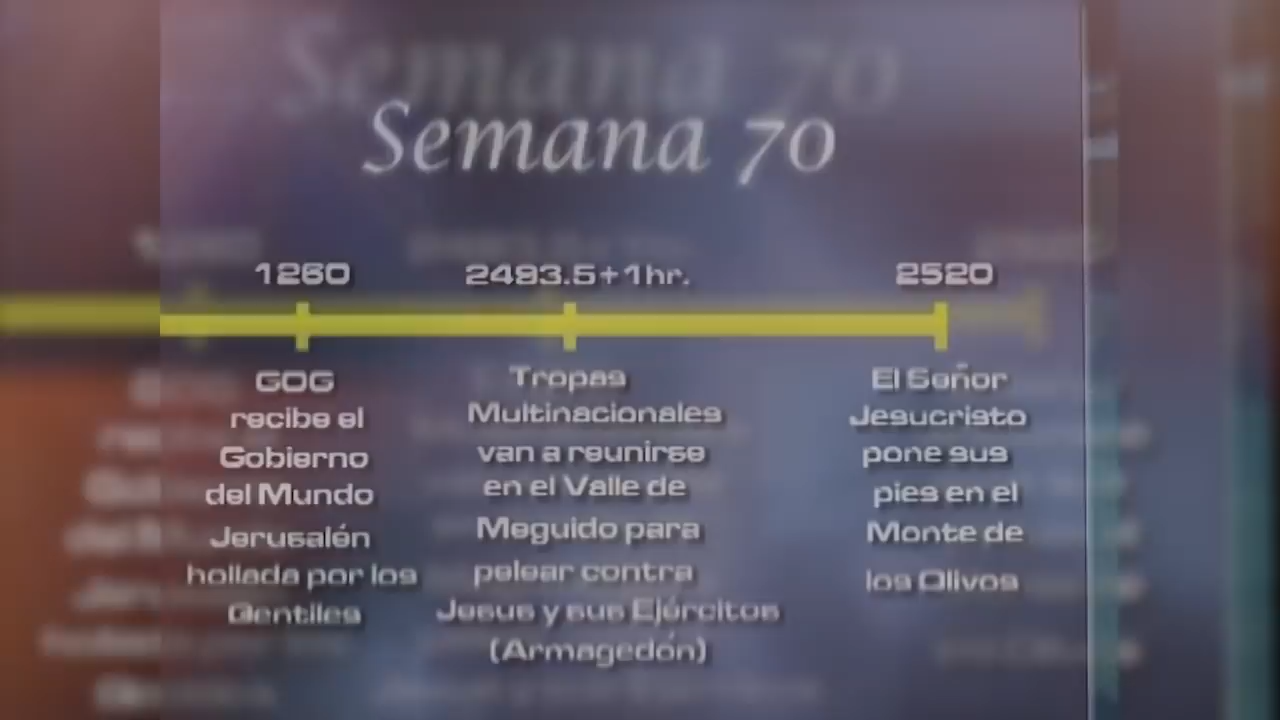 Semana 70
1260
2493.5+1hr.
2520
GOG
recibe el
Gobierno
del Mundo
Jerusalén
hollada por los
Gentiles
Tropas
Multinacionales
van a reunirse
en el Valle de
Meguido para
pelear contra
Jesus y sus Ejércitos
(Armagedón)
El Señor
Jesucristo
pone sus
pies en el
Monte de
los Olivos